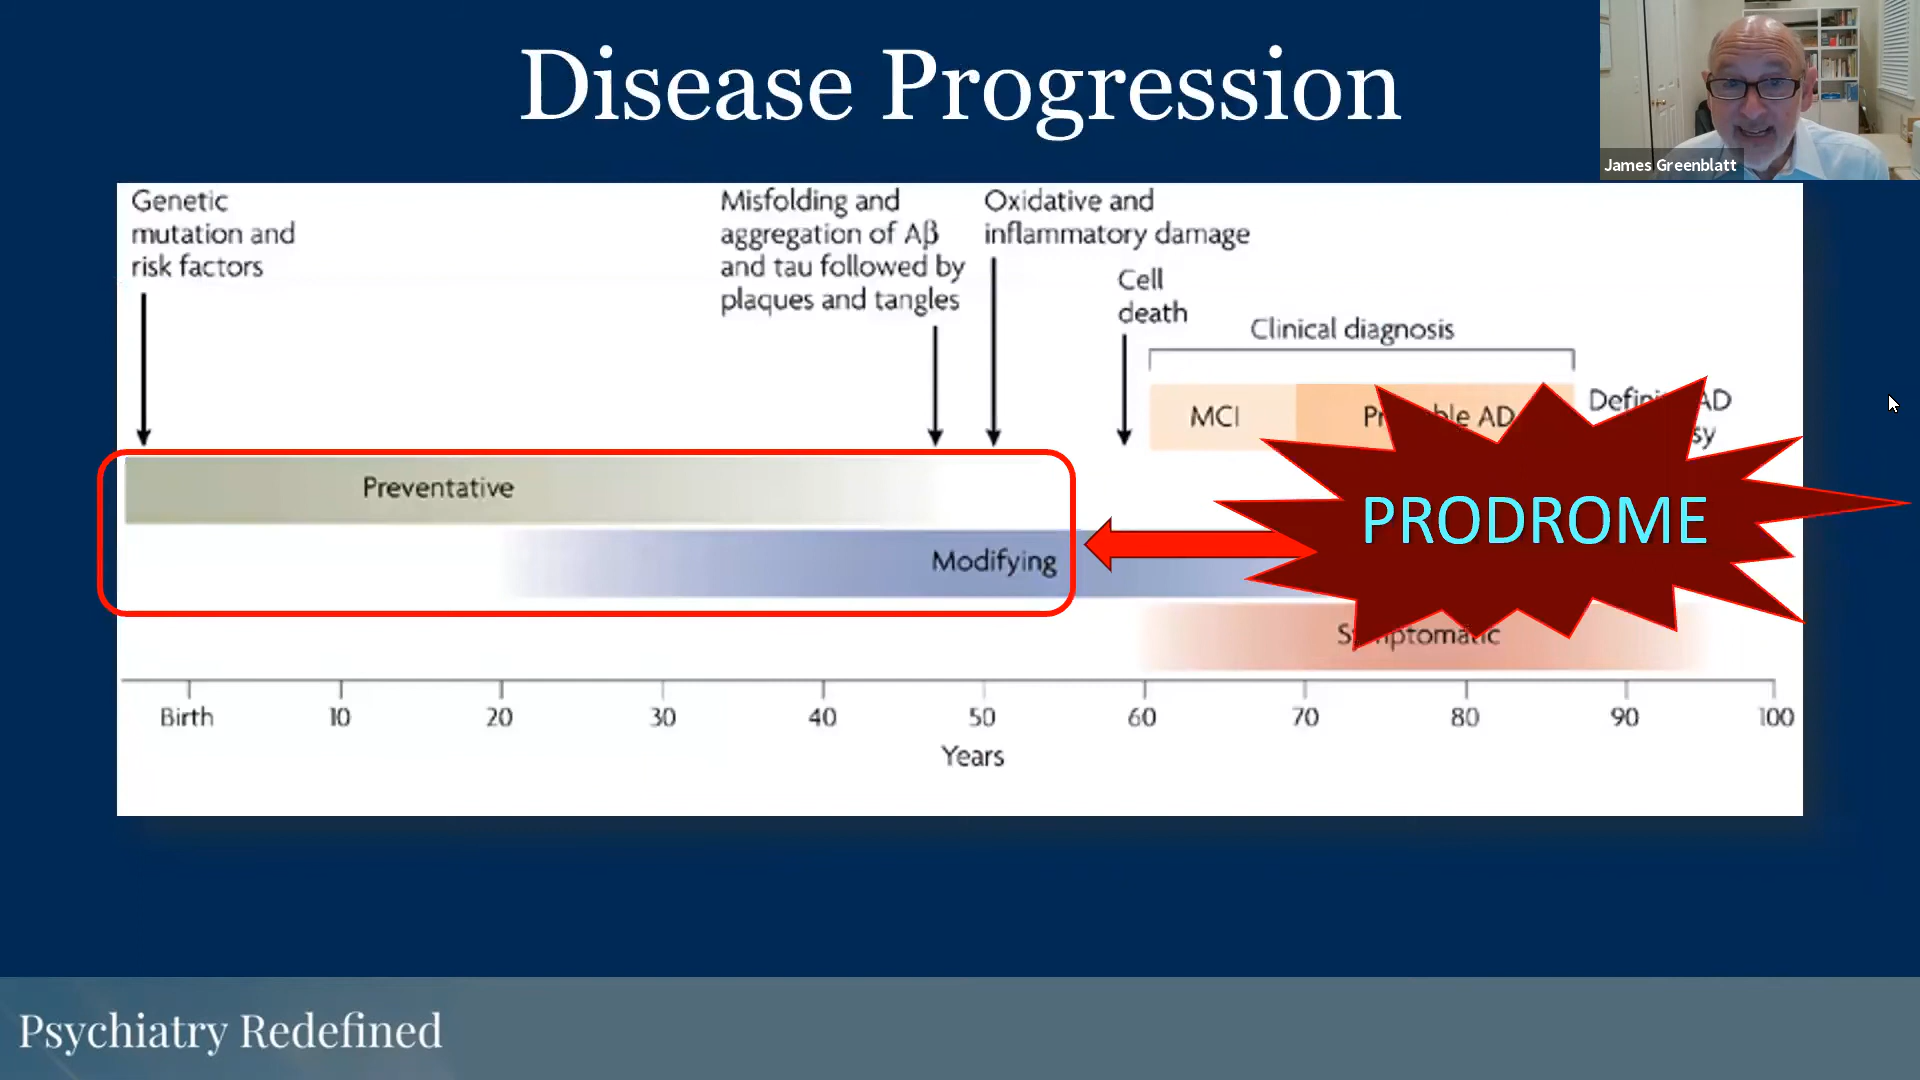 Disease Progression
James Greenblatt
Genetic
mutation and
risk factors
Misfolding and
aggregation of Aβ
and tau followed by
plaques and tangles
Oxidative and
inflammatory damage
Cell
death
Clinical diagnosis
MCI
AD
AD
Preventative
Modifying
PRODROME
Birth 10 20 30 40 50 60 70 80 90 100
Years
Psychiatry Redefined